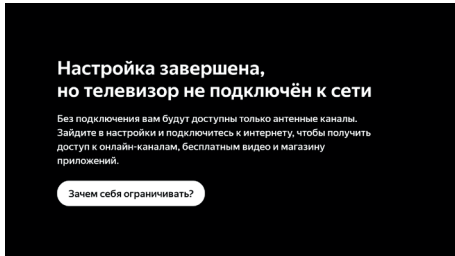 Настройка завершена,
но телевизор не подключён к сети
Без подключения вам будут доступны только антенные каналы.
Зайдите в настройки и подключитесь к интернету, чтобы получить
доступ к онлайн-каналам, бесплатным видео и магазину
приложений.
Зачем себя ограничивать?